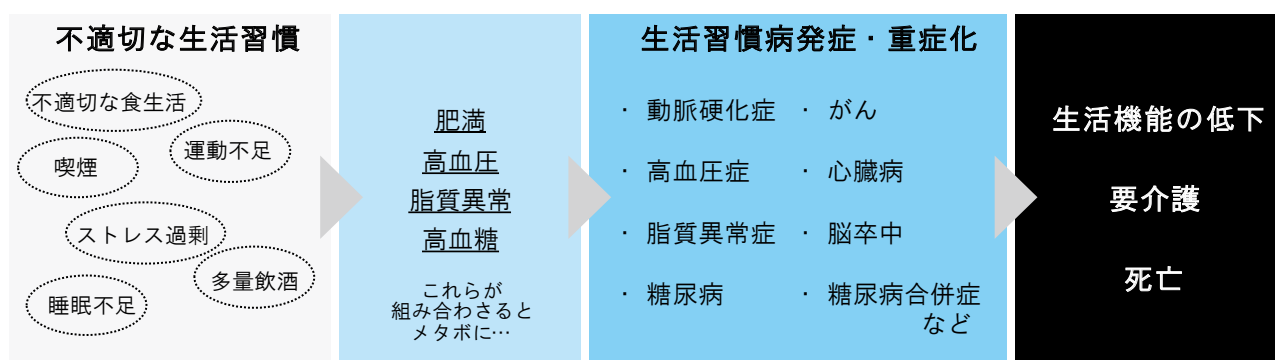 不適切な生活習慣
不適切な食生活
運動不足
喫煙
ストレス過剰
多量飲酒
睡眠不足
肥満
高血圧
脂質異常
高血糖
これらが
組み合わさると
メタボに…
生活習慣病発症・重症化
・ 動脈硬化症 ・ がん
・ 高血圧症 ・ 心臓病
・ 脂質異常症 ・ 脳卒中
・ 糖尿病 ・ 糖尿病合併症
など
生活機能の低下
要介護
死亡